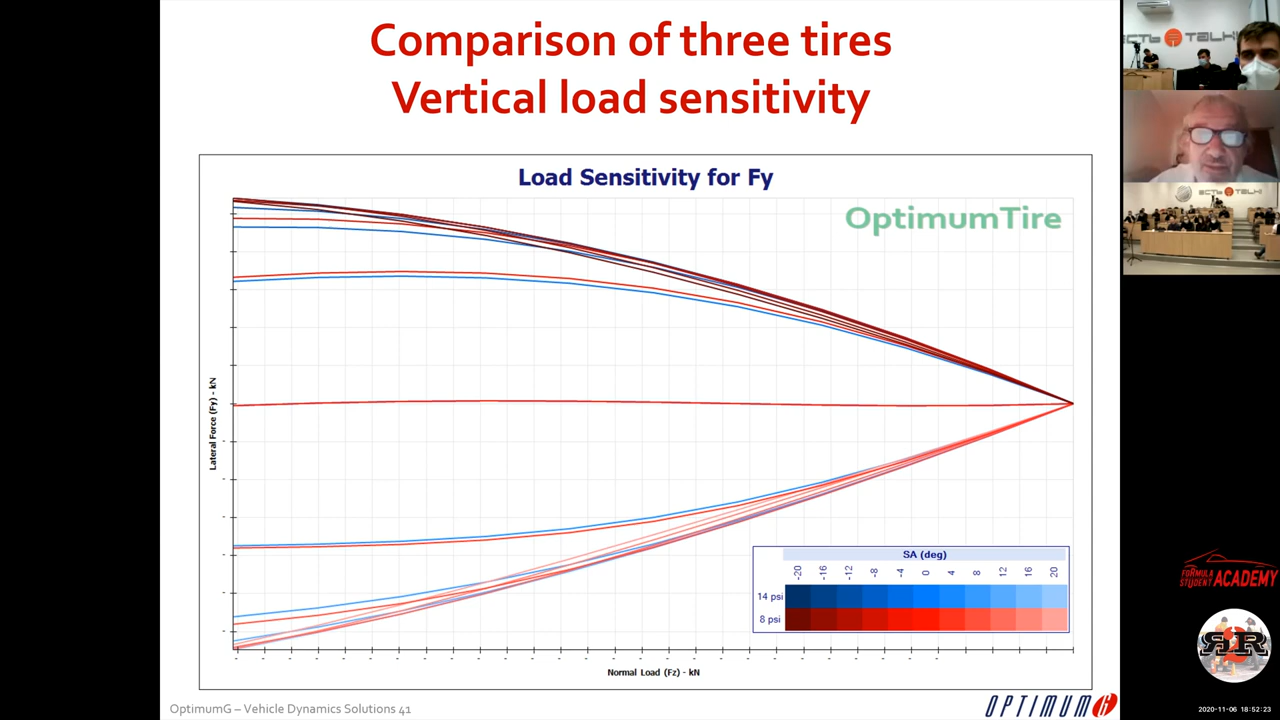 Comparison of three tires
Vertical load sensitivity
Load Sensitivity for Fy
OptimumTire
Lateral Force (Fy) - kN
SA (deg)
-20 -16 -12 -8 -4 0 4 8 12 16 20
14 psi
8 psi
Normal Load (Fz) - kN
OptimumG – Vehicle Dynamics Solutions 41
OPTIMUMG
FORMULA STUDENT ACADEMY
2020-11-06 18:52:23